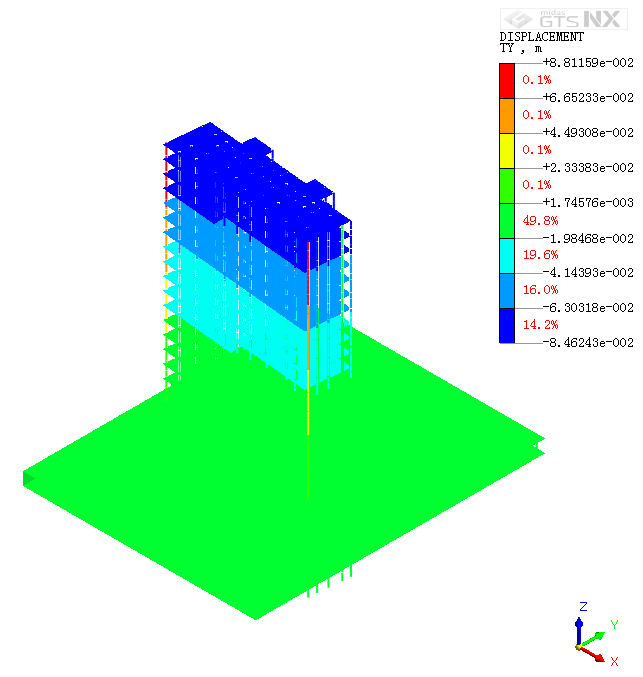 midas
GTS NX
DISPLACEMENT
TY , m
+8.81159e-002
0.1%
+6.65233e-002
0.1%
+4.49308e-002
0.1%
+2.33383e-002
0.1%
+1.74576e-003
49.8%
-1.98468e-002
19.6%
-4.14393e-002
16.0%
-6.30318e-002
14.2%
-8.46243e-002
Z
Y
X